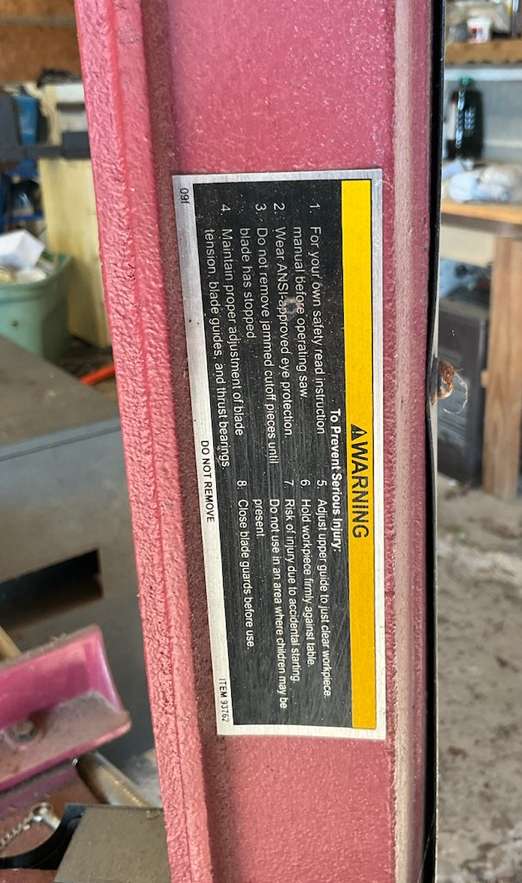 ⚠WARNING
To Prevent Serious Injury:
1. For your own safety read instruction
manual before operating saw.
2. Wear ANSI-approved eye protection.
3. Do not remove jammed cutoff pieces until
blade has stopped.
4. Maintain proper adjustment of blade
tension, blade guides, and thrust bearings.
5. Adjust upper guide to just clear workpiece.
6. Hold workpiece firmly against table.
7. Risk of injury due to accidental starting.
Do not use in an area where children may be
present.
8. Close blade guards before use.
09f
DO NOT REMOVE
ITEM 93762